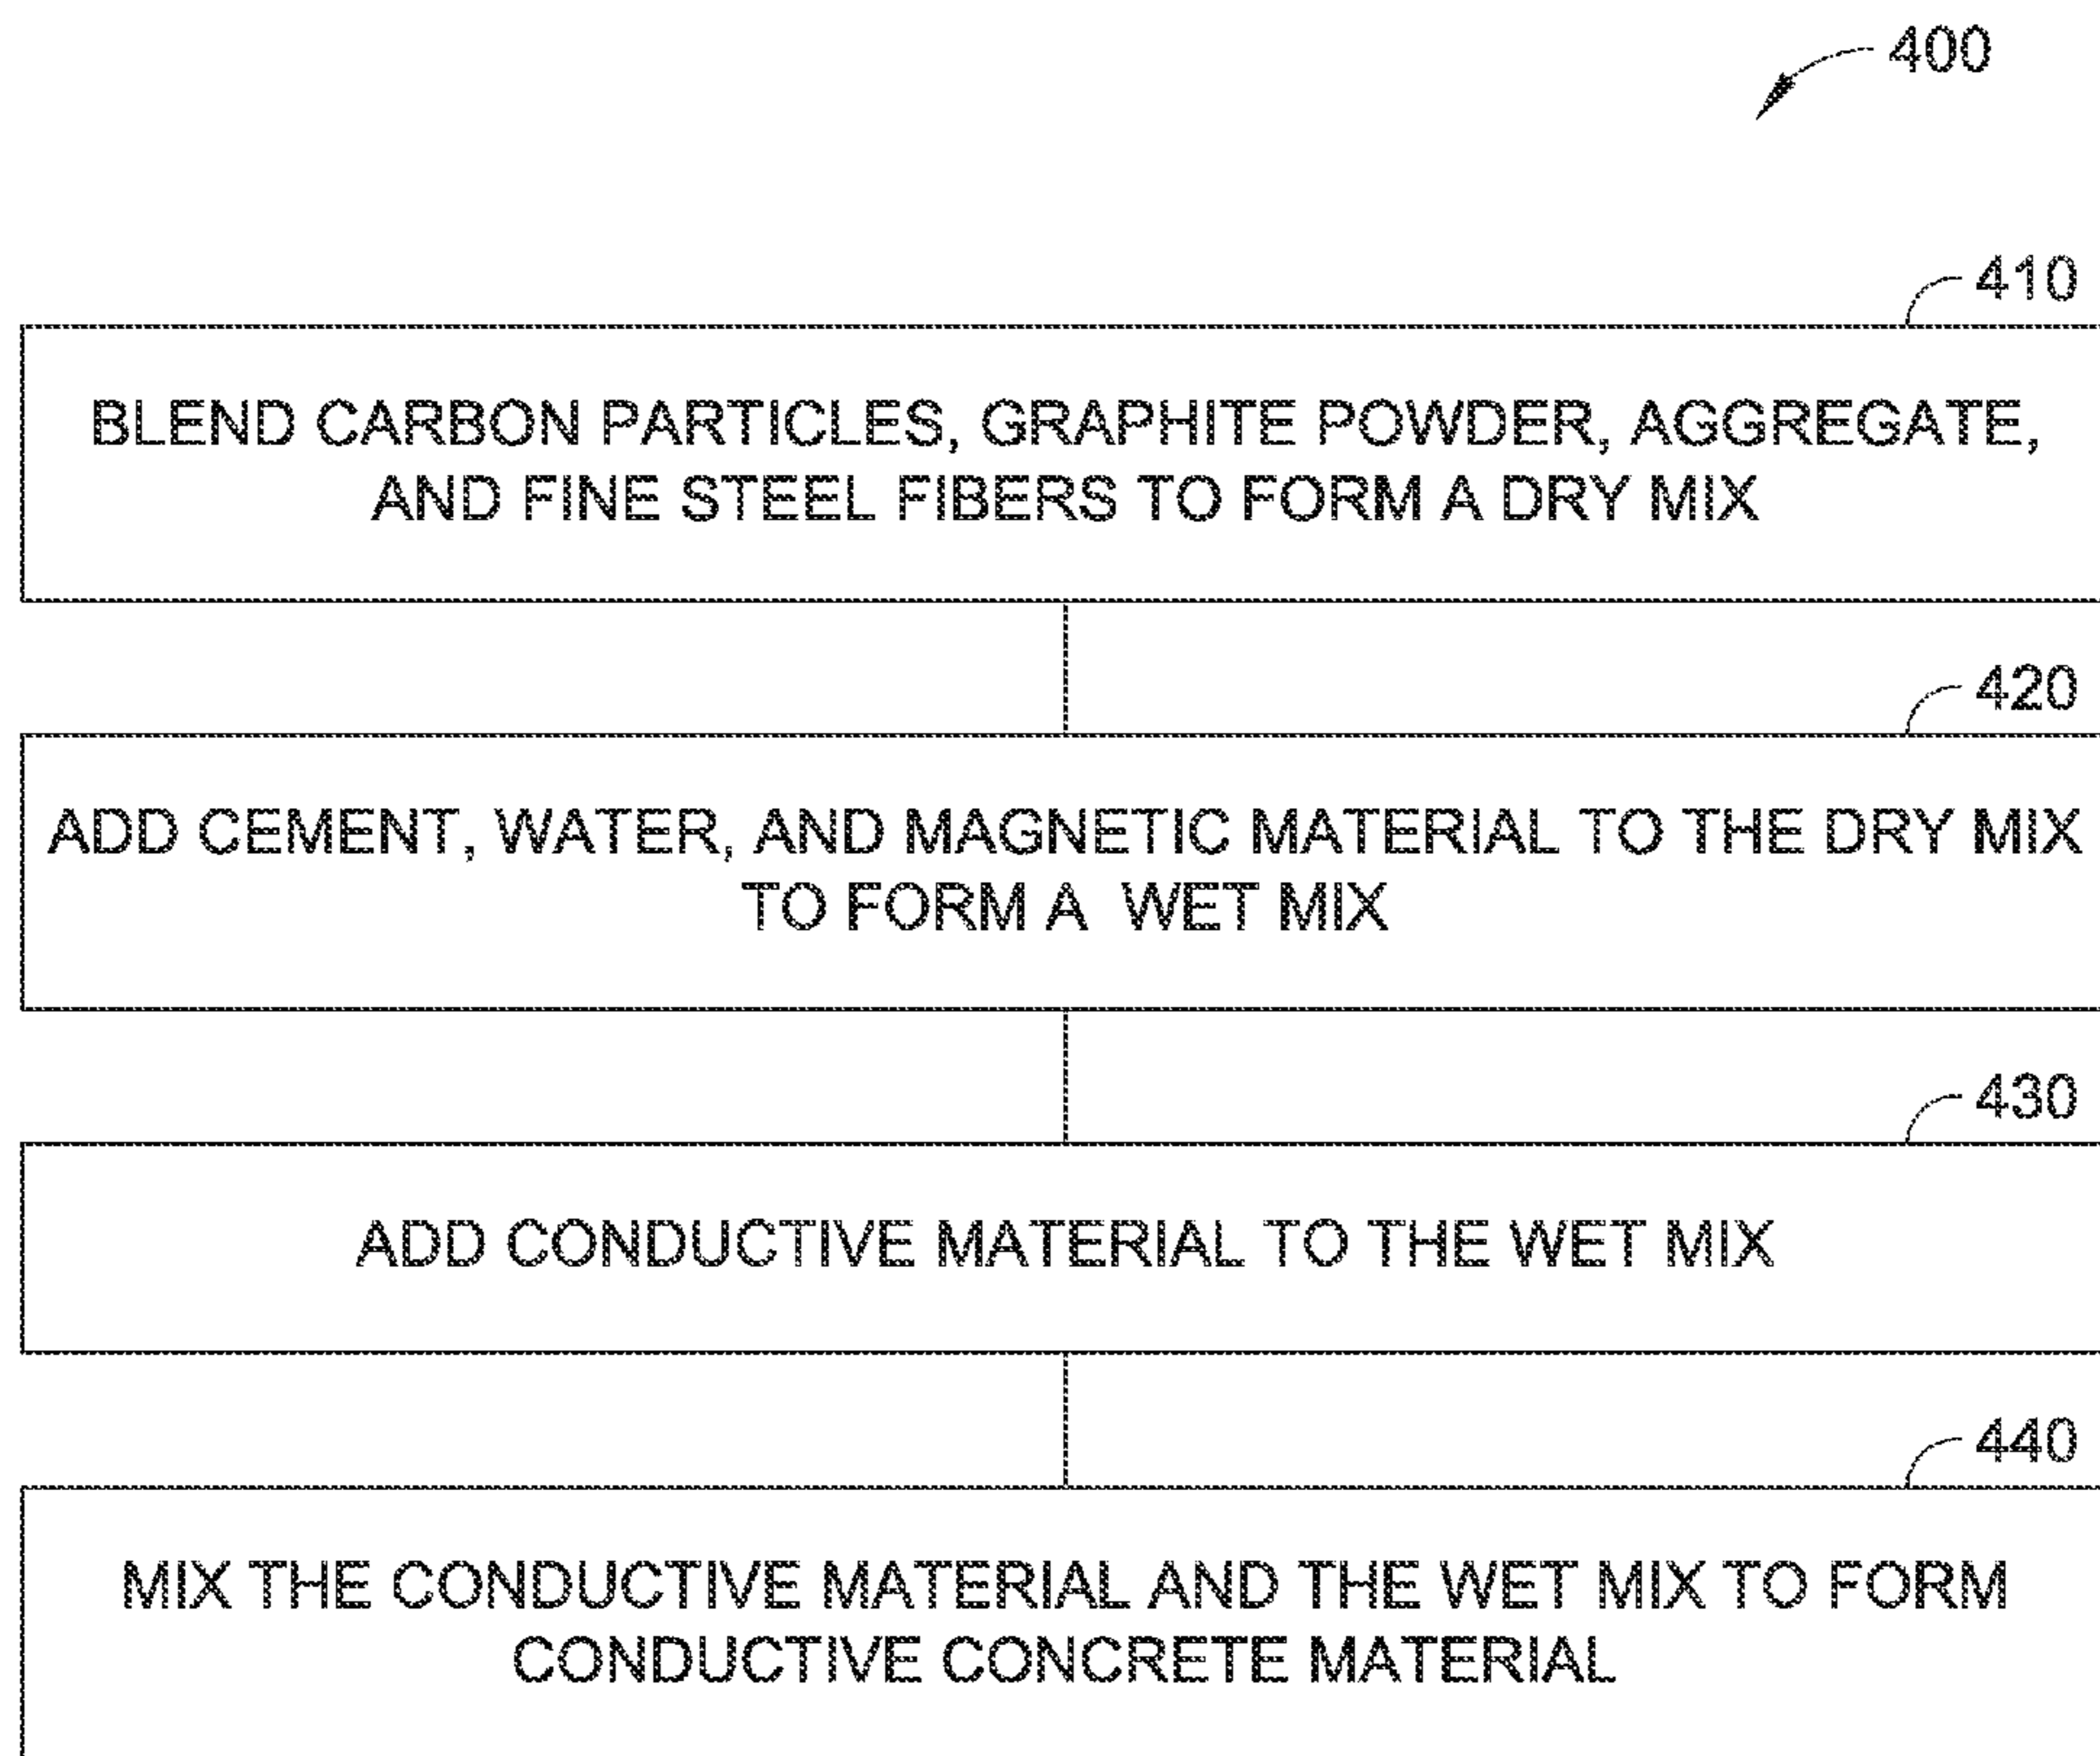 400
410
BLEND CARBON PARTICLES, GRAPHITE POWDER, AGGREGATE,
AND FINE STEEL FIBERS TO FORM A DRY MIX
420
ADD CEMENT, WATER, AND MAGNETIC MATERIAL TO THE DRY MIX
TO FORM A WET MIX
430
ADD CONDUCTIVE MATERIAL TO THE WET MIX
440
MIX THE CONDUCTIVE MATERIAL AND THE WET MIX TO FORM
CONDUCTIVE CONCRETE MATERIAL